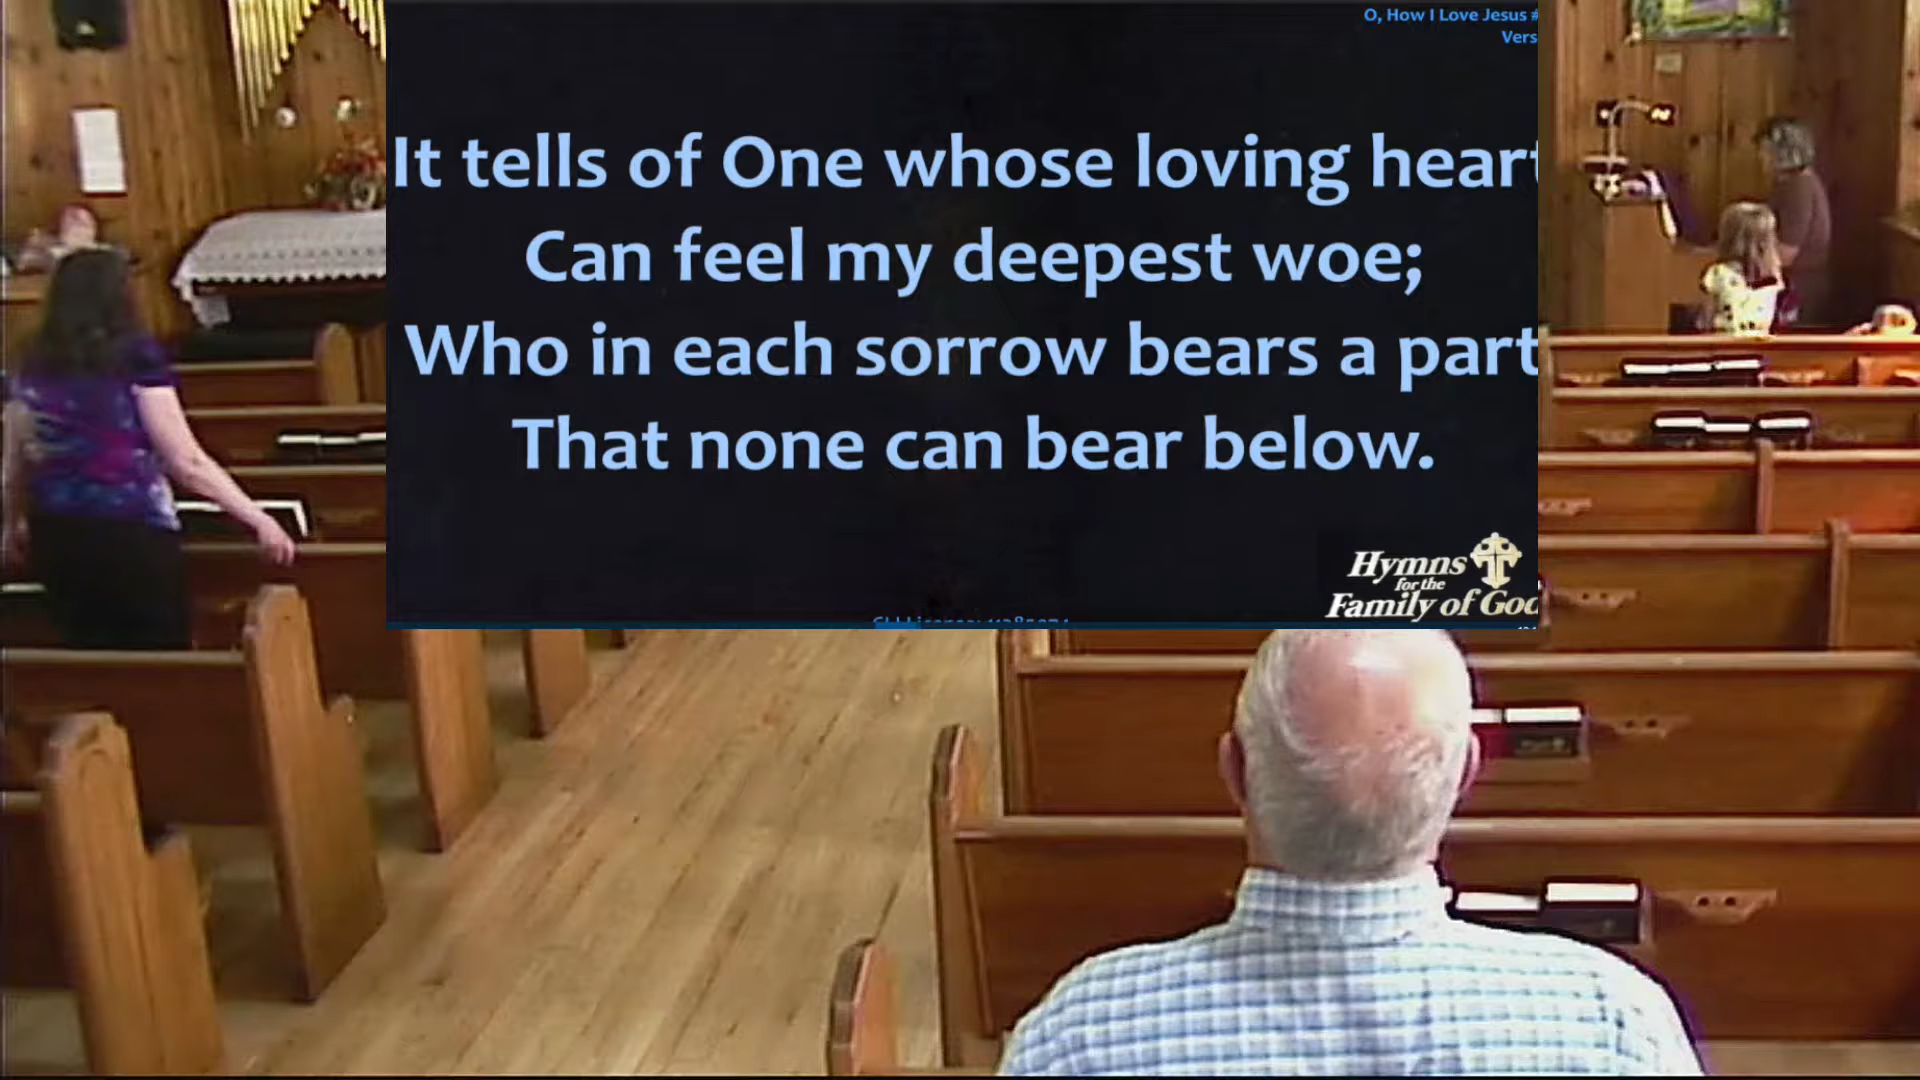 O, How I Love Jesus #
Vers
It tells of One whose loving heart
Can feel my deepest woe;
Who in each sorrow bears a part
That none can bear below.
Hymns
for the
Family of God